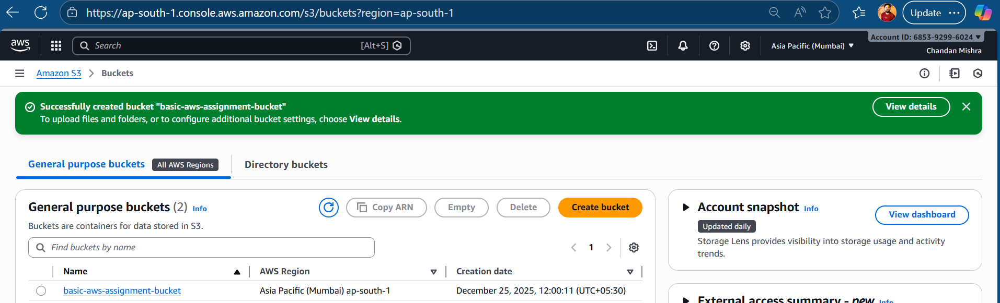 https://ap-south-1.console.aws.amazon.com/s3/buckets?region=ap-south-1
Update
aws
Search
[Alt+S]
Asia Pacific (Mumbai)
Account ID: 6853-9299-6024
Chandan Mishra
Amazon S3 > Buckets
Successfully created bucket "basic-aws-assignment-bucket"
To upload files and folders, or to configure additional bucket settings, choose View details.
View details
General purpose buckets
All AWS Regions
Directory buckets
General purpose buckets (2) Info
Copy ARN
Empty
Delete
Create bucket
Buckets are containers for data stored in S3.
Find buckets by name
1
Name
AWS Region
Creation date
basic-aws-assignment-bucket
Asia Pacific (Mumbai) ap-south-1
December 25, 2025, 12:00:11 (UTC+05:30)
Account snapshot Info
View dashboard
Updated daily
Storage Lens provides visibility into storage usage and activity
trends.
External access summary - new Info